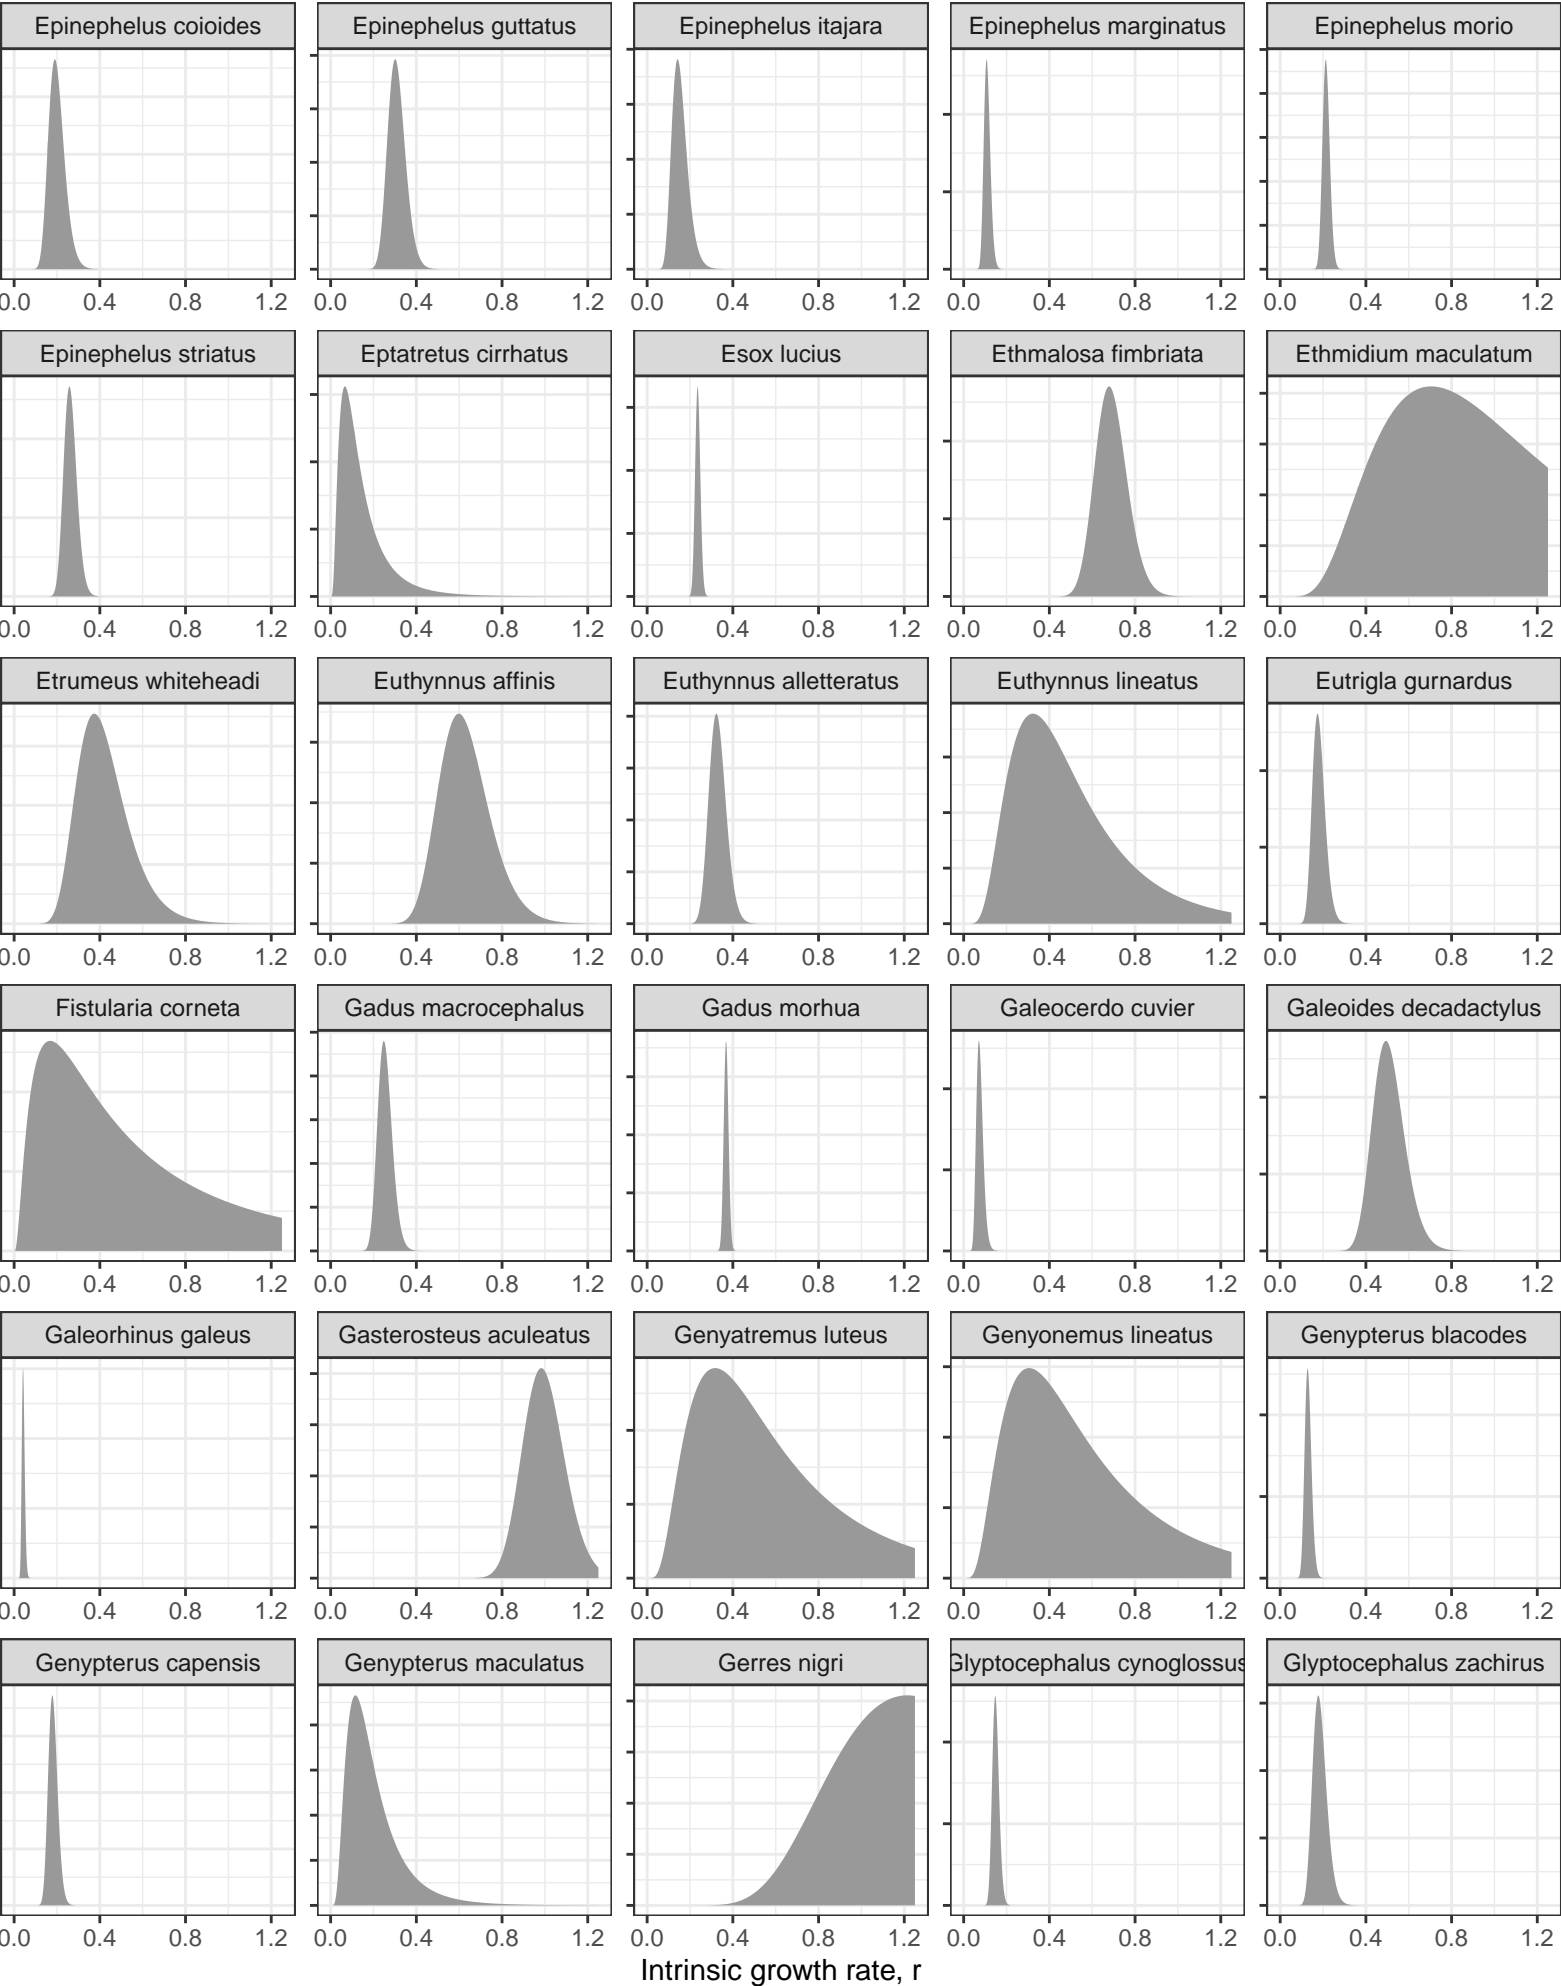 Epinephelus coioides Epinephelus guttatus Epinephelus itajara Epinephelus marginatus Epinephelus morio
0.0 0.4 0.8 1.2 0.0 0.4 0.8 1.2 0.0 0.4 0.8 1.2 0.0 0.4 0.8 1.2 0.0 0.4 0.8 1.2
Epinephelus striatus Eptatretus cirrhatus Esox lucius Ethmalosa fimbriata Ethmidium maculatum
0.0 0.4 0.8 1.2 0.0 0.4 0.8 1.2 0.0 0.4 0.8 1.2 0.0 0.4 0.8 1.2 0.0 0.4 0.8 1.2
Etrumeus whiteheadi Euthynnus affinis Euthynnus alletteratus Euthynnus lineatus Eutrigla gurnardus
0.0 0.4 0.8 1.2 0.0 0.4 0.8 1.2 0.0 0.4 0.8 1.2 0.0 0.4 0.8 1.2 0.0 0.4 0.8 1.2
Fistularia corneta Gadus macrocephalus Gadus morhua Galeocerdo cuvier Galeoides decadactylus
0.0 0.4 0.8 1.2 0.0 0.4 0.8 1.2 0.0 0.4 0.8 1.2 0.0 0.4 0.8 1.2 0.0 0.4 0.8 1.2
Galeorhinus galeus Gasterosteus aculeatus Genyatremus luteus Genyonemus lineatus Genypterus blacodes
0.0 0.4 0.8 1.2 0.0 0.4 0.8 1.2 0.0 0.4 0.8 1.2 0.0 0.4 0.8 1.2 0.0 0.4 0.8 1.2
Genypterus capensis Genypterus maculatus Gerres nigri Glyptocephalus cynoglossus Glyptocephalus zachirus
0.0 0.4 0.8 1.2 0.0 0.4 0.8 1.2 0.0 0.4 0.8 1.2 0.0 0.4 0.8 1.2 0.0 0.4 0.8 1.2
Intrinsic growth rate, r